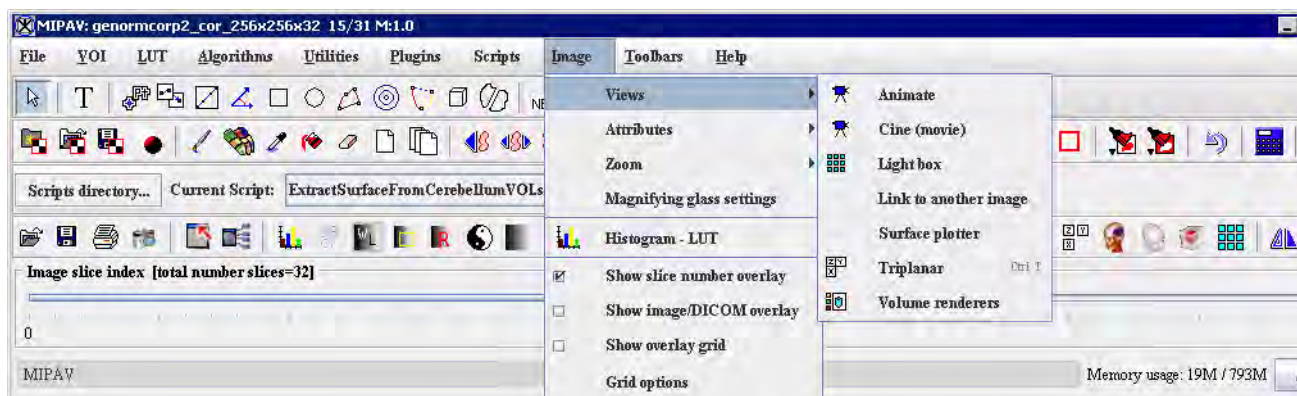 MIPAV: genormcorp2_cor_256x256x32 15/31 M:1.0
File VOI LUT Algorithms Utilities Plugins Scripts Image Toolbars Help
T
Views
Animate
Attributes
Cine (movie)
Zoom
Light box
Scripts directory... Current Script: ExtractSurfaceFromCerebellumVOIs
Magnifying glass settings
Link to another image
WL R
Histogram - LUT
Surface plotter
Image slice index [total number slices=32]
Show slice number overlay
Triplanar Ctrl T
Show image/DICOM overlay
Volume renderers
0
Show overlay grid
MIPAV
Grid options
Memory usage: 19M / 793M